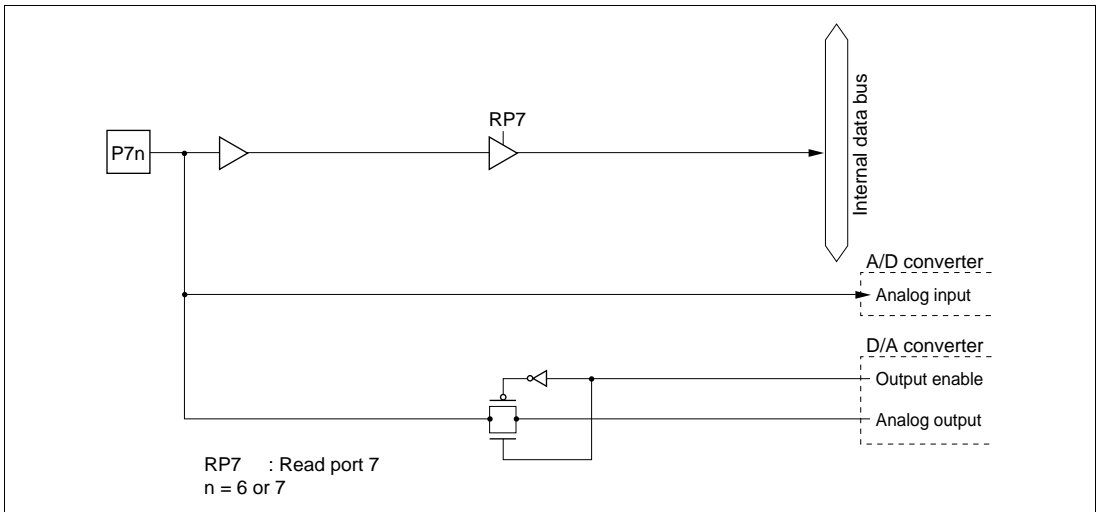 RP7
P7n
Internal data bus
A/D converter
Analog input
D/A converter
Output enable
Analog output
RP7 : Read port 7
n = 6 or 7